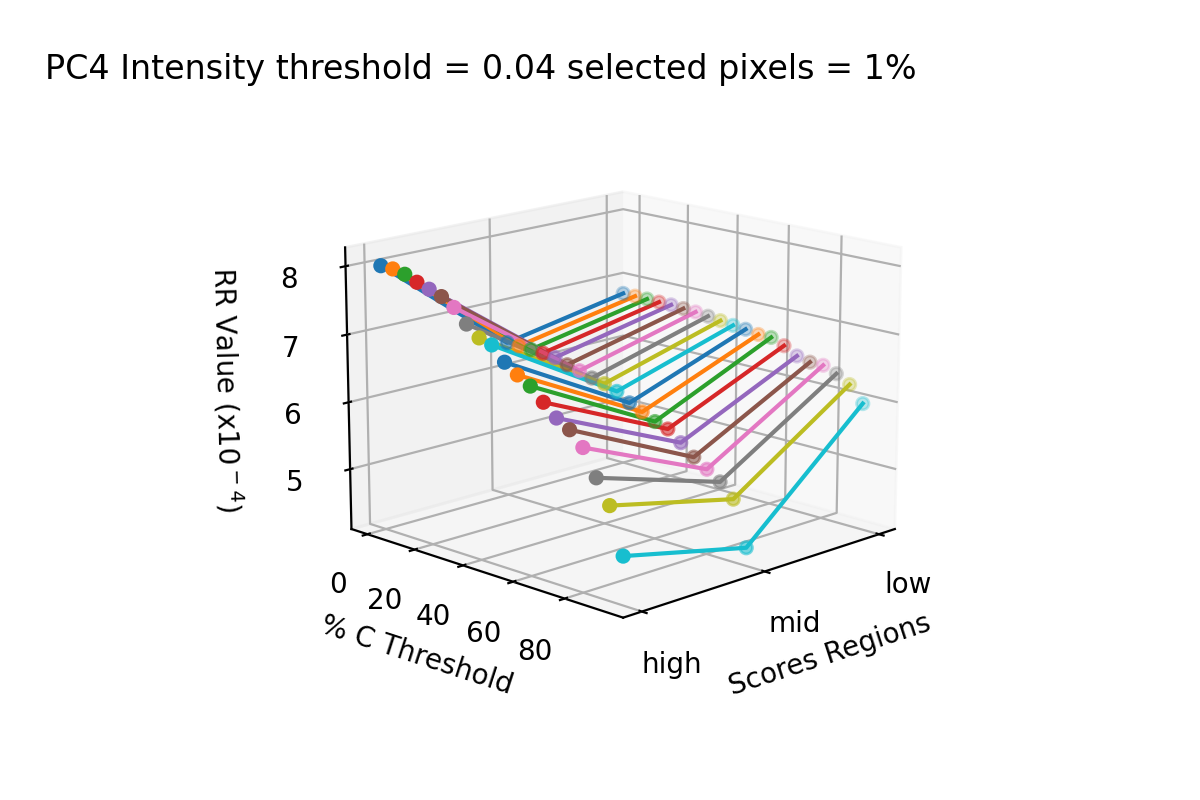 PC4 Intensity threshold = 0.04 selected pixels = 1%
RR Value (x10⁻⁴)
8
7
6
5
0
20
40
60
80
% C Threshold
high
mid
low
Scores Regions